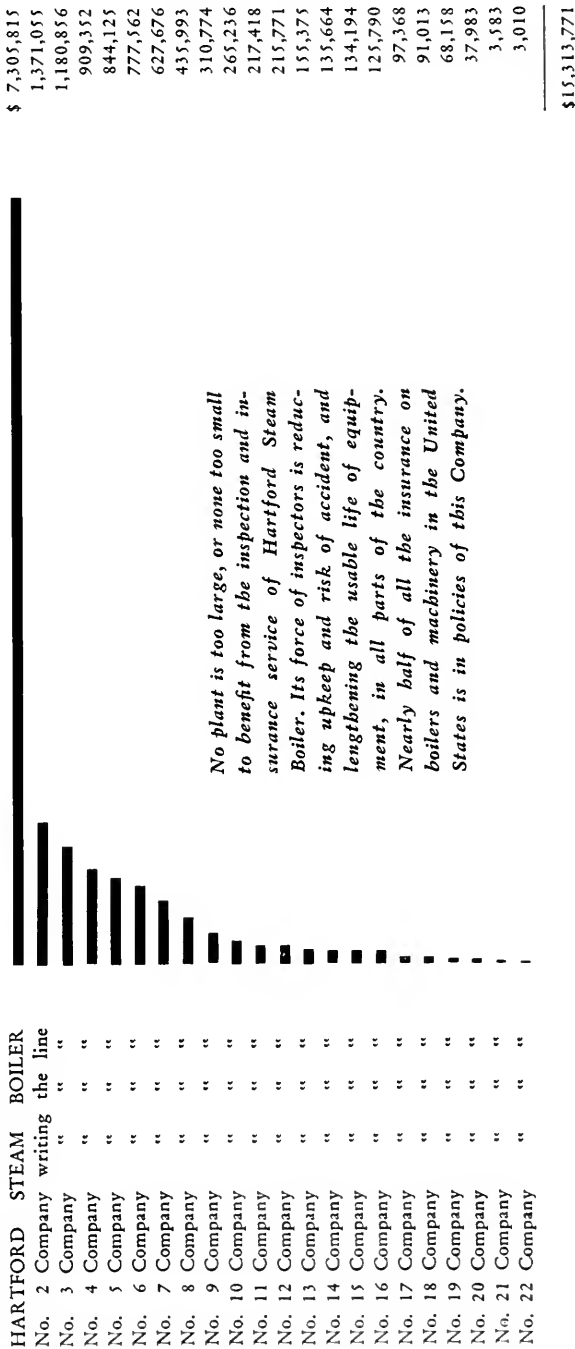 HARTFORD STEAM BOILER $ 7,305,815
No. 2 Company writing the line 1,371,055
No. 3 Company " " " 1,180,856
No. 4 Company " " " 909,352
No. 5 Company " " " 844,125
No. 6 Company " " " 777,562
No. 7 Company " " " 627,676
No. 8 Company " " " 435,993
No. 9 Company " " " 310,774
No. 10 Company " " " 265,236
No. 11 Company " " " 217,418
No. 12 Company " " " 215,771
No. 13 Company " " " 155,375
No. 14 Company " " " 135,664
No. 15 Company " " " 134,194
No. 16 Company " " " 125,790
No. 17 Company " " " 97,368
No. 18 Company " " " 91,013
No. 19 Company " " " 68,158
No. 20 Company " " " 37,983
No. 21 Company " " " 3,583
No. 22 Company " " " 3,010
$15,313,771
No plant is too large, or none too small
to benefit from the inspection and in-
surance service of Hartford Steam
Boiler. Its force of inspectors is reduc-
ing upkeep and risk of accident, and
lengthening the usable life of equip-
ment, in all parts of the country.
Nearly half of all the insurance on
boilers and machinery in the United
States is in policies of this Company.